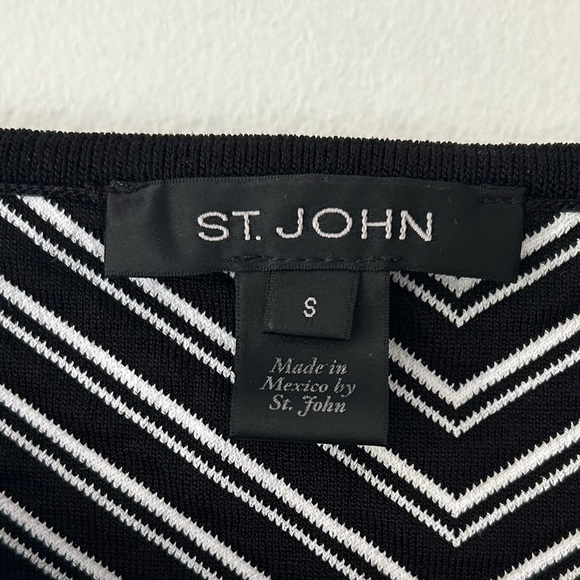 ST. JOHN
S
Made in
Mexico by
St. John